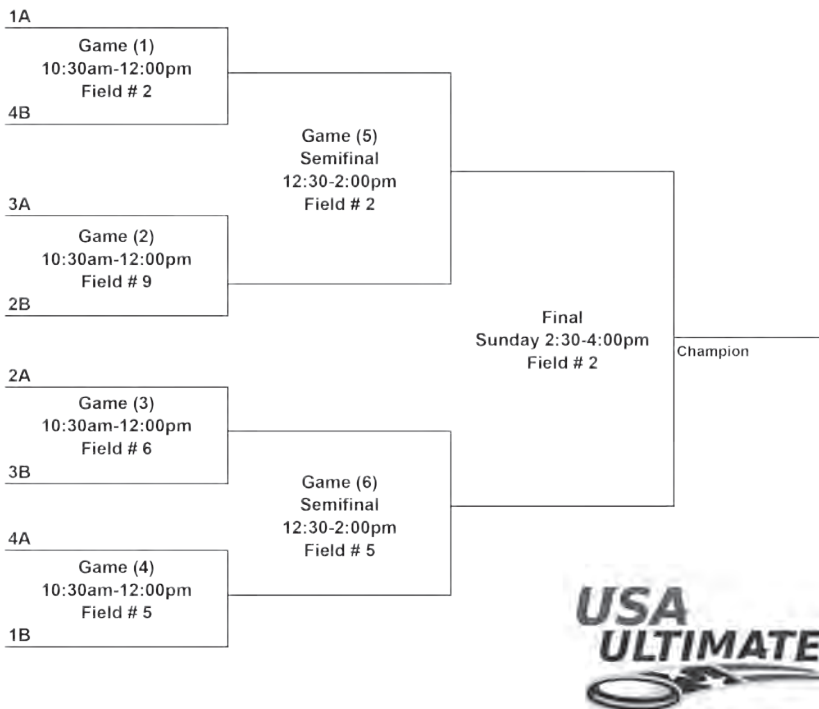 1A
Game (1)
10:30am-12:00pm
Field # 2
4B
Game (5)
Semifinal
12:30-2:00pm
Field # 2
3A
Game (2)
10:30am-12:00pm
Field # 9
2B
Final
Sunday 2:30-4:00pm
Field # 2
Champion
2A
Game (3)
10:30am-12:00pm
Field # 6
3B
Game (6)
Semifinal
12:30-2:00pm
Field # 5
4A
Game (4)
10:30am-12:00pm
Field # 5
1B
USA
ULTIMATE